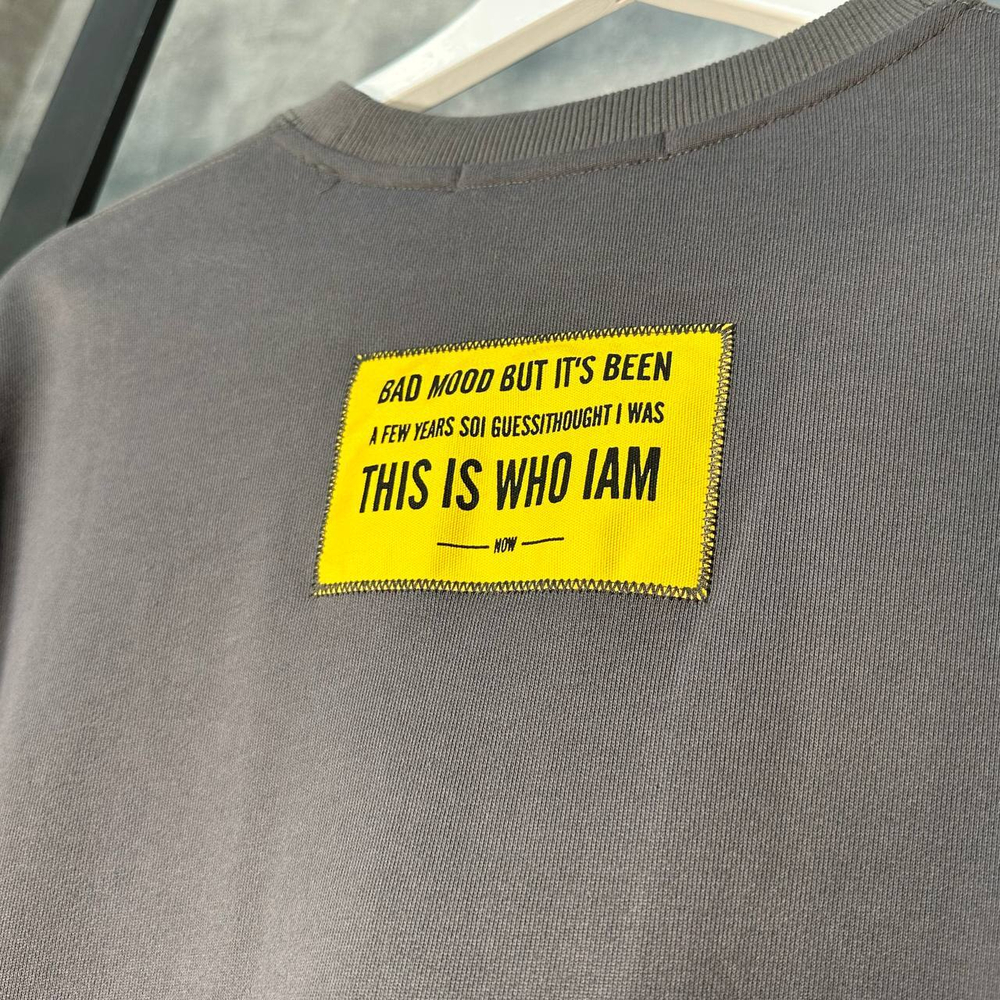 BAD MOOD BUT IT'S BEEN
A FEW YEARS SOI GUESSITHOUGHT I WAS
THIS IS WHO IAM
NOW